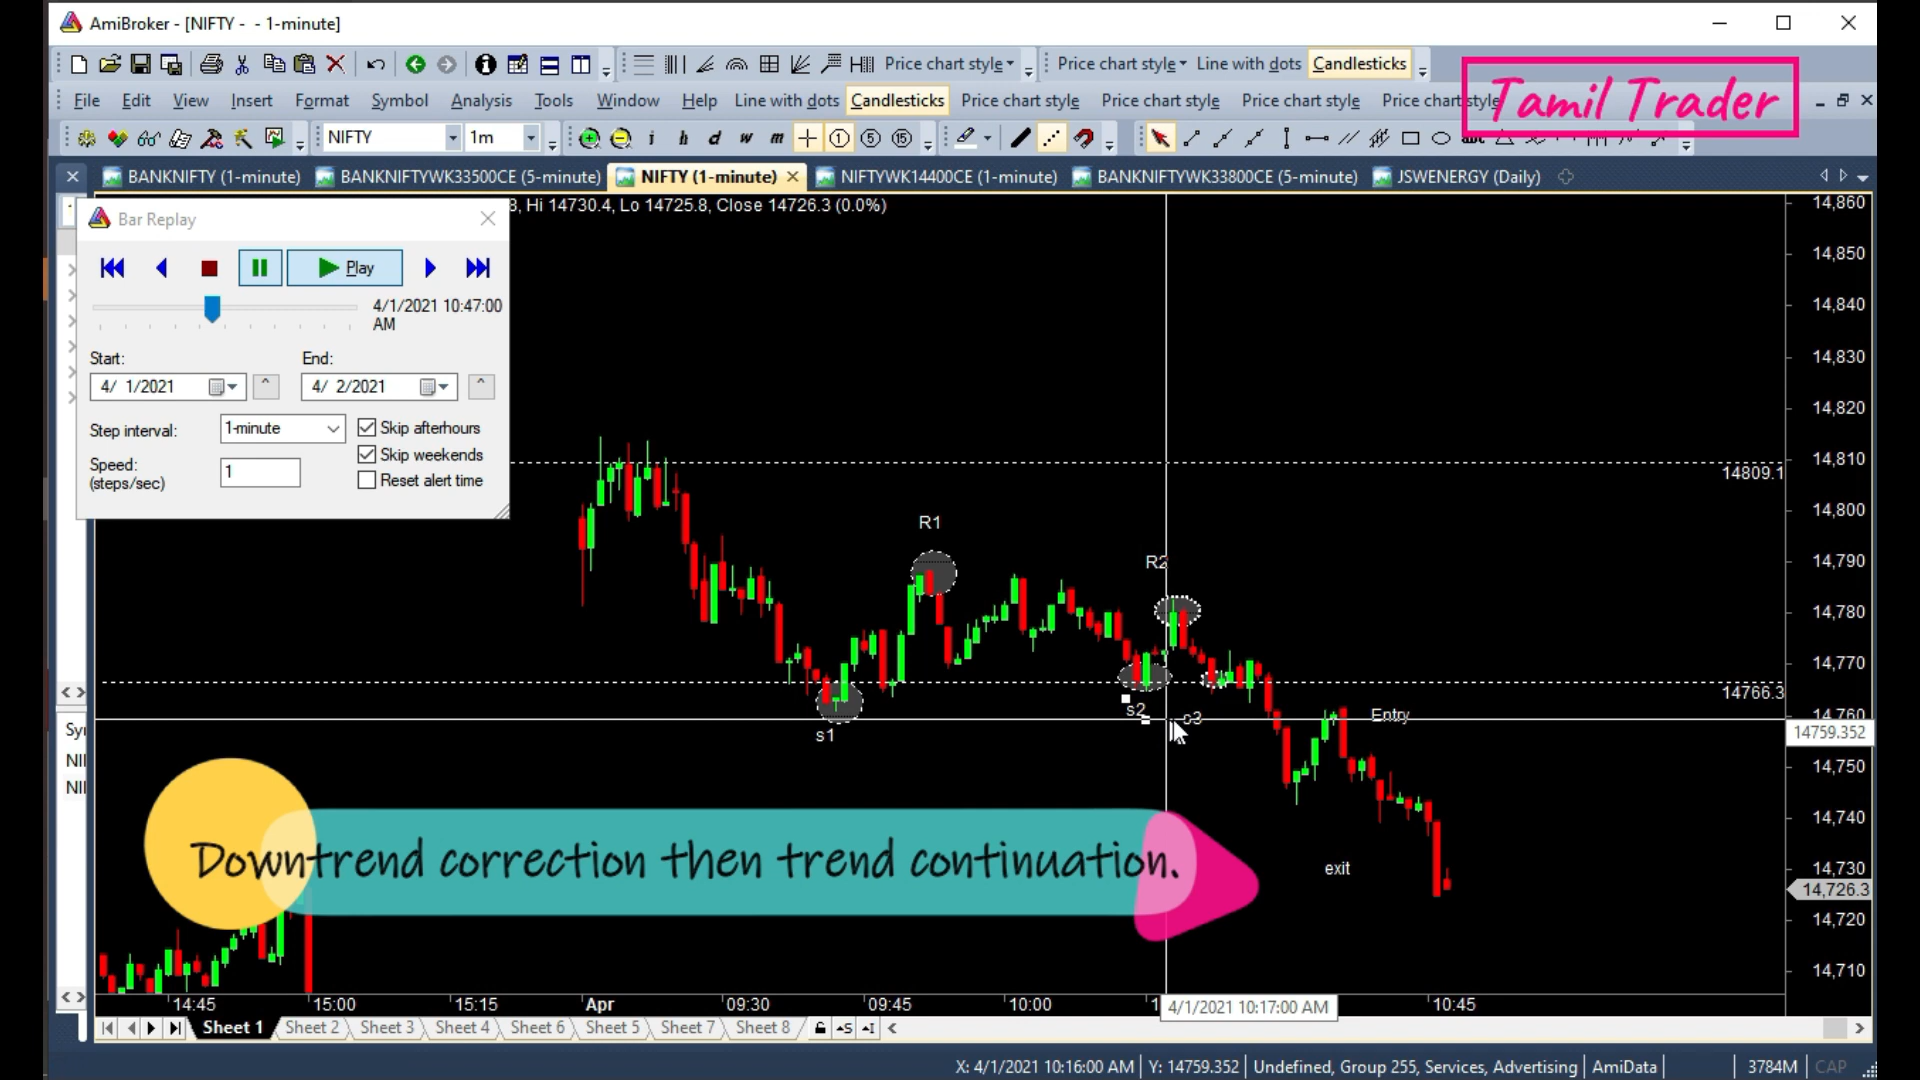 AmiBroker - [NIFTY - - 1-minute]
Price chart style
Price chart style
Line with dots
Candlesticks
File Edit View Insert Format Symbol Analysis Tools Window Help Line with dots Candlesticks Price chart style Price chart style Price chart style Price chart style
Tamil Trader
NIFTY 1m
i h d w m 1 5 15
BANKNIFTY (1-minute) BANKNIFTYWK33500CE (5-minute) NIFTY (1-minute) NIFTYWK14400CE (1-minute) BANKNIFTYWK33800CE (5-minute) JSWENERGY (Daily)
Hi 14730.4, Lo 14725.8, Close 14726.3 (0.0%)
Bar Replay
Play
4/1/2021 10:47:00
AM
Start: End:
4/ 1/2021 4/ 2/2021
Step interval: 1-minute
Skip afterhours
Skip weekends
Speed:
(steps/sec)
1
Reset alert time
14,860
14,850
14,840
14,830
14,820
14,810
14809.1
14,800
14,790
14,780
14,770
14766.3
14,760
14759.352
14,750
14,740
14,730
14,726.3
14,720
14,710
R1
R2
s1
s2
s3
Entry
exit
Sy
NI
NI
Downtrend correction then trend continuation.
14:45 15:00 15:15 Apr 09:30 09:45 10:00 4/1/2021 10:17:00 AM 10:45
Sheet 1 Sheet 2 Sheet 3 Sheet 4 Sheet 6 Sheet 5 Sheet 7 Sheet 8 S I
X: 4/1/2021 10:16:00 AM Y: 14759.352 Undefined, Group 255, Services, Advertising AmiData 3784M CAP